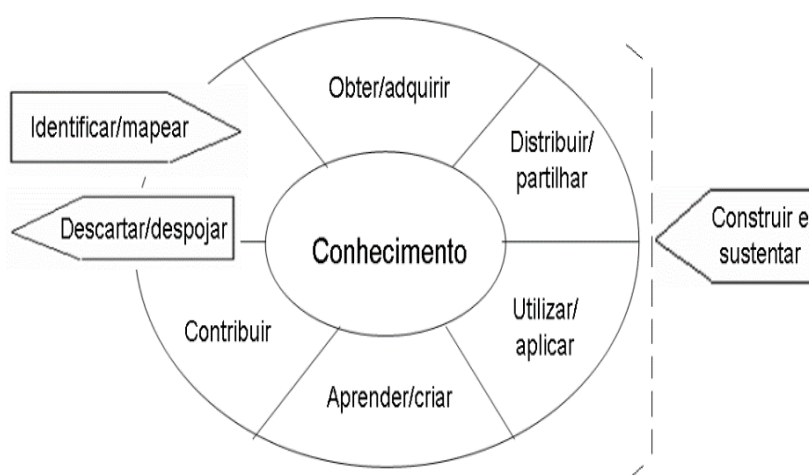 Obter/adquirir
Identificar/mapear
Distribuir/
partilhar
Descartar/despojar
Conhecimento
Construir e
sustentar
Contribuir
Utilizar/
aplicar
Aprender/criar